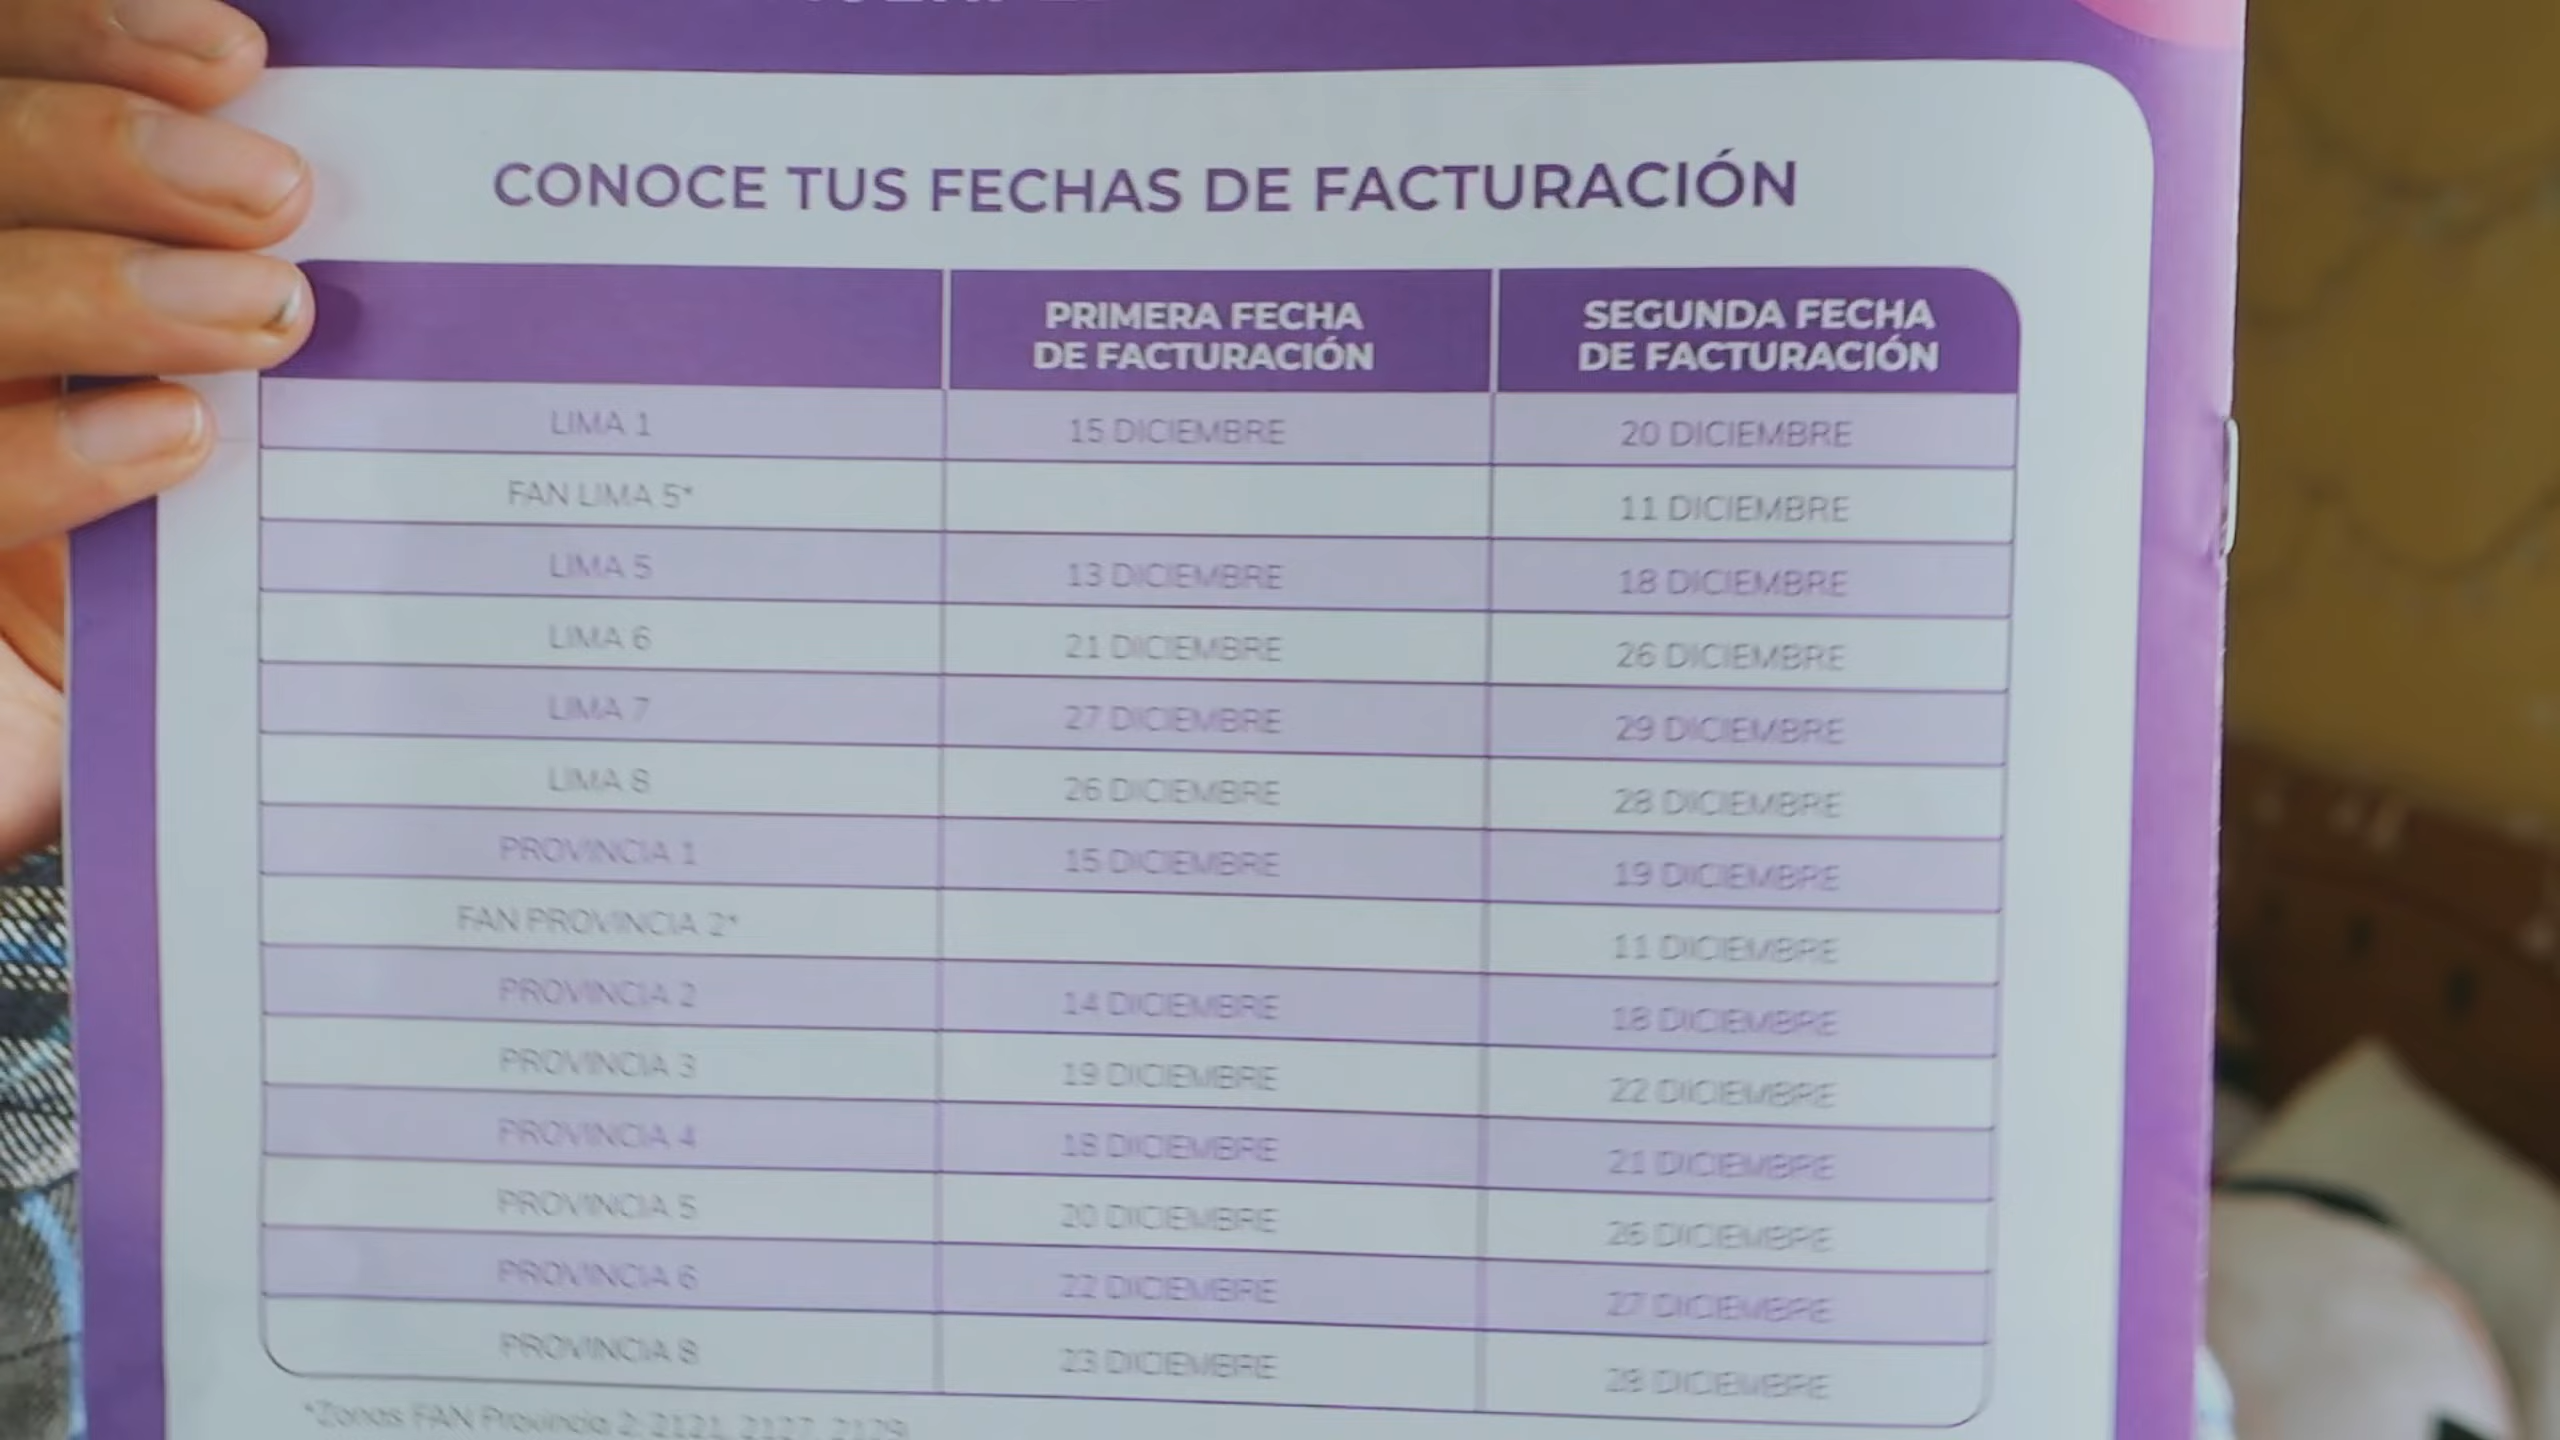 CONOCE TUS FECHAS DE FACTURACIÓN
PRIMERA FECHA SEGUNDA FECHA
DE FACTURACIÓN DE FACTURACIÓN
LIMA 1 15 DICIEMBRE 20 DICIEMBRE
FAN LIMA 5* 11 DICIEMBRE
LIMA 5 13 DICIEMBRE 18 DICIEMBRE
LIMA 6 21 DICIEMBRE 26 DICIEMBRE
LIMA 7 27 DICIEMBRE 29 DICIEMBRE
LIMA 8 26 DICIEMBRE 28 DICIEMBRE
PROVINCIA 1 15 DICIEMBRE 19 DICIEMBRE
FAN PROVINCIA 2* 11 DICIEMBRE
PROVINCIA 2 14 DICIEMBRE 18 DICIEMBRE
PROVINCIA 3 19 DICIEMBRE 22 DICIEMBRE
PROVINCIA 4 18 DICIEMBRE 21 DICIEMBRE
PROVINCIA 5 20 DICIEMBRE 26 DICIEMBRE
PROVINCIA 6 22 DICIEMBRE 27 DICIEMBRE
PROVINCIA 8 23 DICIEMBRE 28 DICIEMBRE
*Zonas FAN Provincia 2: 2121, 2127, 2129